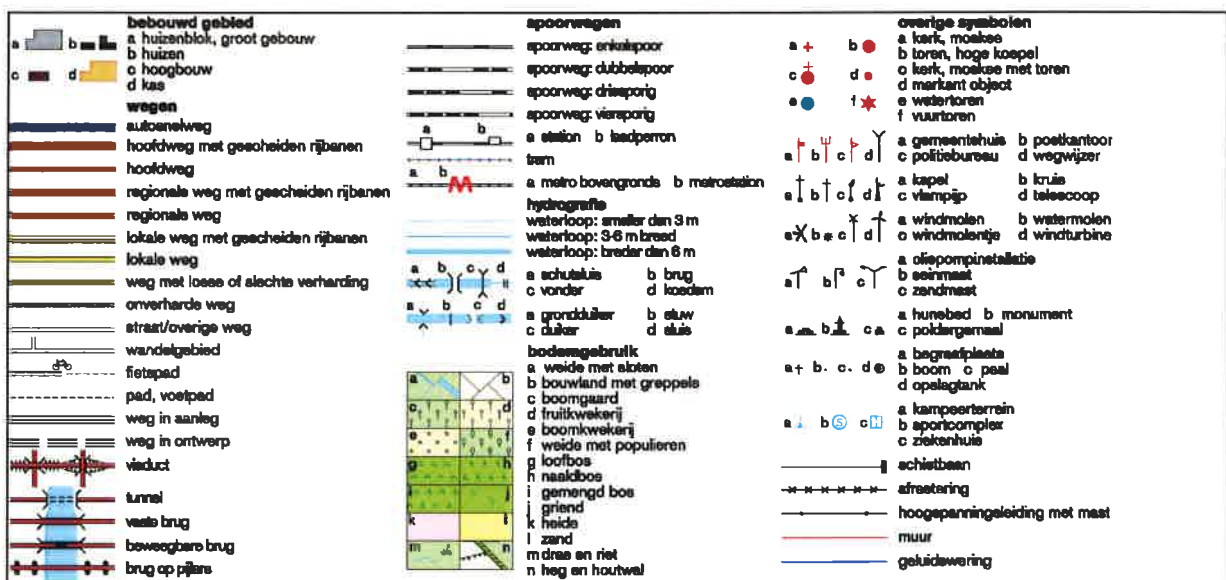 bebouwd gebied
a b a huizenblok, groot gebouw
b huizen
c d c hoogbouw
d kas
wegen
autosnelweg
hoofdweg met gescheiden rijbanen
hoofdweg
regionale weg met gescheiden rijbanen
regionale weg
lokale weg met gescheiden rijbanen
lokale weg
weg met losse of slechte verharding
onverharde weg
straat/overige weg
wandelgebied
fietspad
pad, voetpad
weg in aanleg
weg in ontwerp
viaduct
tunnel
vaste brug
beweegbare brug
brug op pijlers
spoorwegen
spoorweg: enkelspoor
spoorweg: dubbelspoor
spoorweg: driesporig
spoorweg: viersporig
a b a station b laadperron
tram
a b a metro bovengronds b metrostation
hydrografie
waterloop: smaller dan 3 m
waterloop: 3-6 m breed
waterloop: breder dan 6 m
a b c d a schutsluis b brug
c vonder d koedam
a b c d a grondduiker b stuw
c duiker d sluis
bodemgebruik
a b a weide met sloten
b bouwland met greppels
c d c boomgaard
d fruitkwekerij
e f e boomkwekerij
f weide met populieren
g h g loofbos
h naaldbos
i j i gemengd bos
j griend
k l k heide
l zand
m n m dras en riet
n heg en houtwal
overige symbolen
a b a kerk, moskee
b toren, hoge koepel
c d c kerk, moskee met toren
d markant object
e f e watertoren
f vuurtoren
a b c d a gemeentehuis b postkantoor
c politiebureau d wegwijzer
a b c d a kapel b kruis
c vlampijp d telescoop
a b c d a windmolen b watermolen
c windmolentje d windturbine
a b c a oliepompinstallatie
b seinmast
c zendmast
a b c a hunebed b monument
c poldergemaal
a b. c. d a begraafplaats
b boom c paal
d opslagtank
a b S c H a kampeerterrein
b sportcomplex
c ziekenhuis
schietbaan
afrastering
hoogspanningsleiding met mast
muur
geluidswering